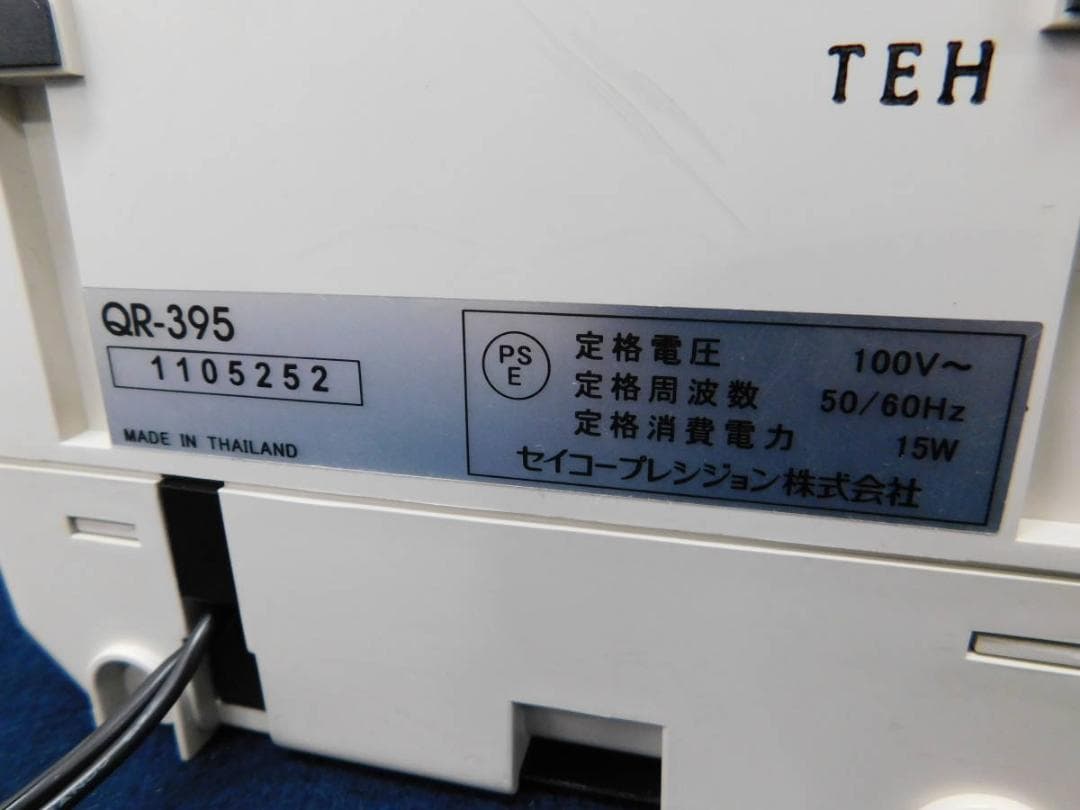 TEH
QR-395
1105252
MADE IN THAILAND
PS
E
定格電圧 100V～
定格周波数 50/60Hz
定格消費電力 15W
セイコープレシジョン株式会社